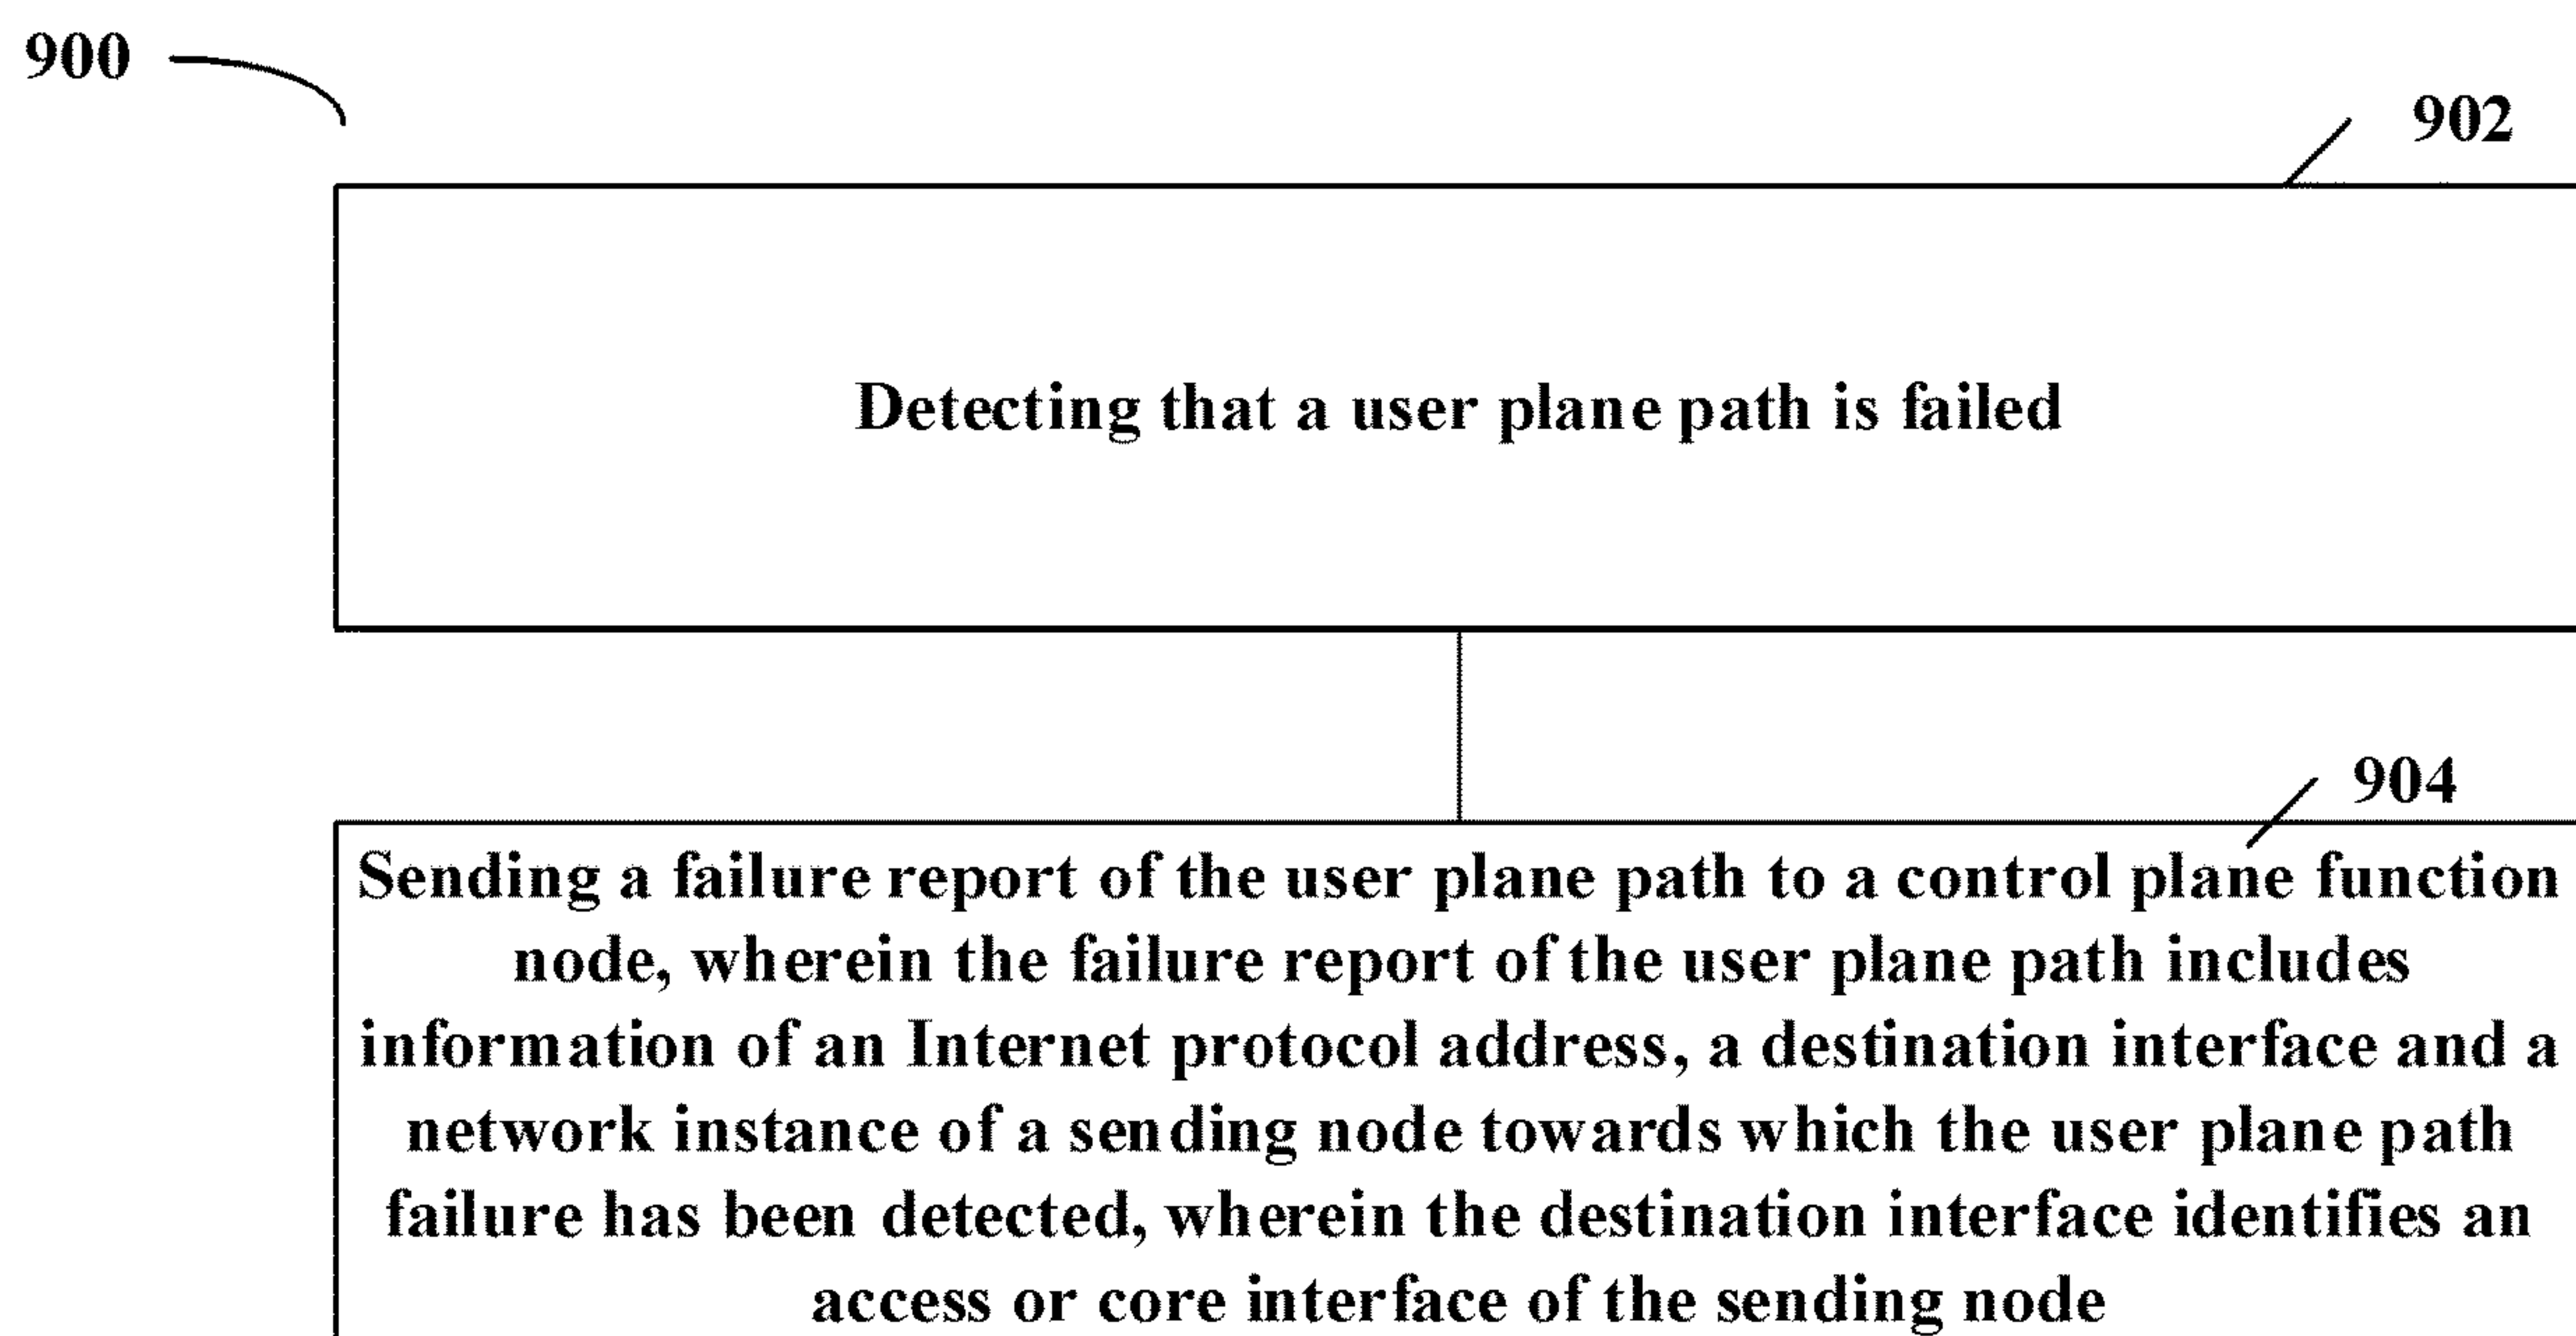 900
902
Detecting that a user plane path is failed
904
Sending a failure report of the user plane path to a control plane function
node, wherein the failure report of the user plane path includes
information of an Internet protocol address, a destination interface and a
network instance of a sending node towards which the user plane path
failure has been detected, wherein the destination interface identifies an
access or core interface of the sending node